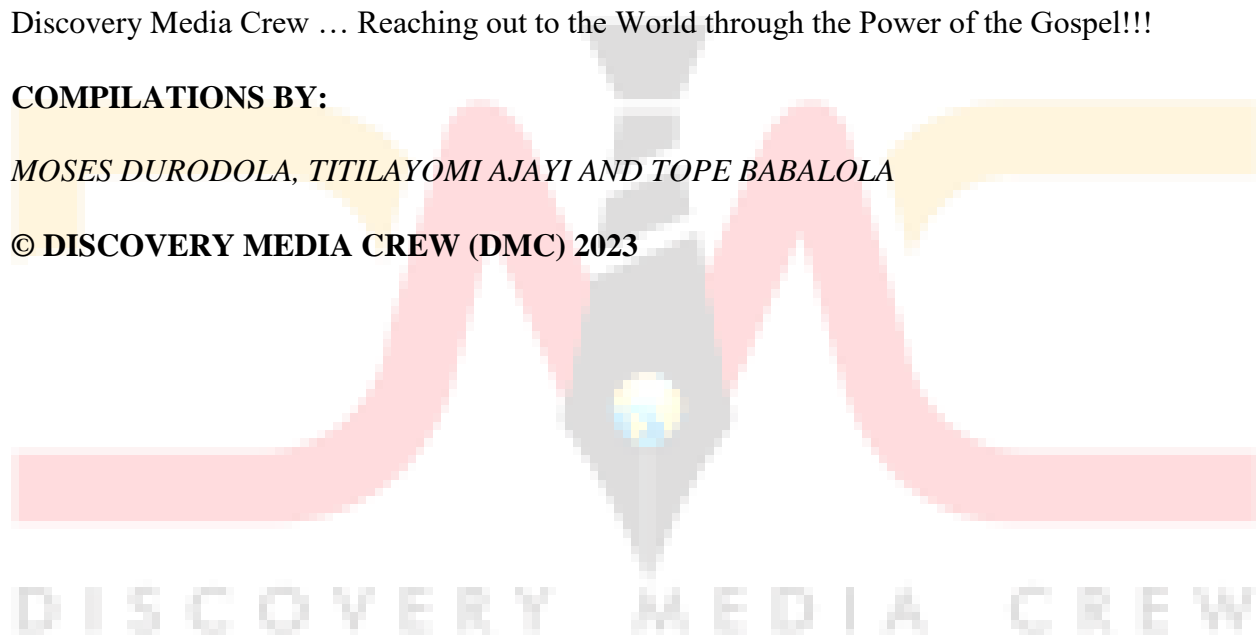 Discovery Media Crew … Reaching out to the World through the Power of the Gospel!!!
COMPILATIONS BY:
MOSES DURODOLA, TITILAYOMI AJAYI AND TOPE BABALOLA
© DISCOVERY MEDIA CREW (DMC) 2023
DISCOVERY MEDIA CREW